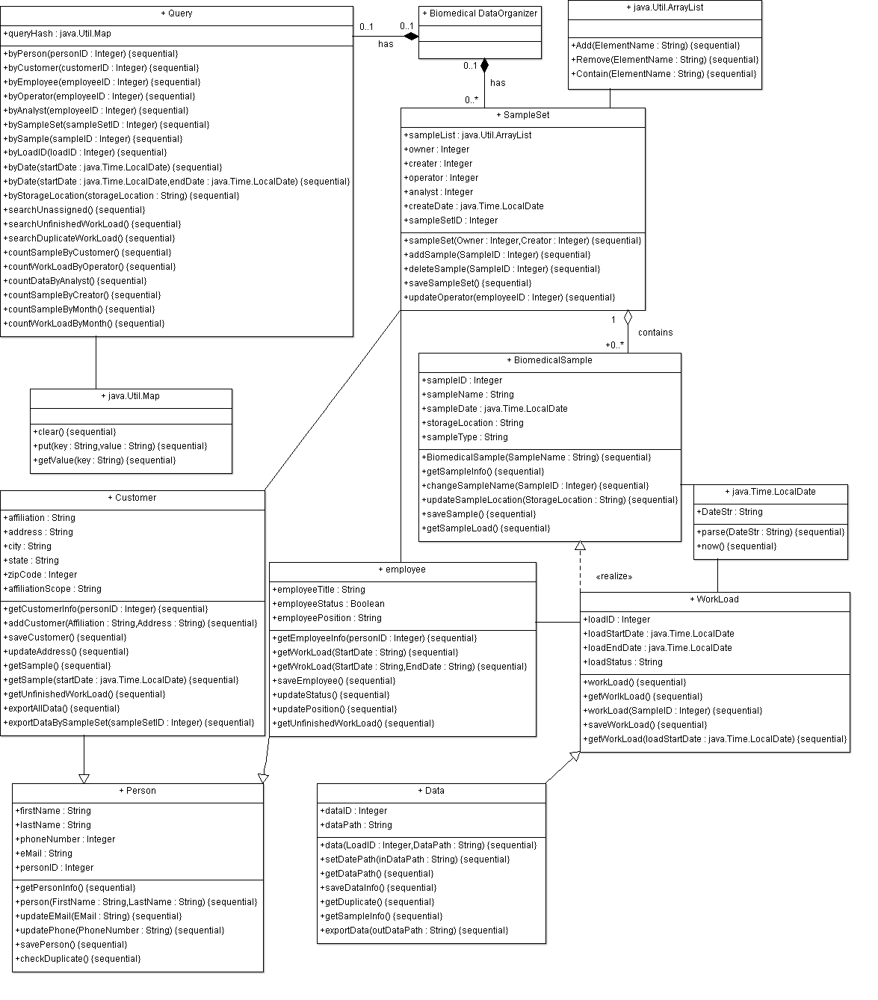 + Query
+queryHash : java.Util.Map
+byPerson(personID : Integer) {sequential}
+byCustomer(customerID : Integer) {sequential}
+byEmployee(employeeID : Integer) {sequential}
+byOperator(employeeID : Integer) {sequential}
+byAnalyst(employeeID : Integer) {sequential}
+bySampleSet(sampleSetID : Integer) {sequential}
+bySample(sampleID : Integer) {sequential}
+byLoadID(loadID : Integer) {sequential}
+byDate(startDate : java.Time.LocalDate) {sequential}
+byDate(startDate : java.Time.LocalDate,endDate : java.Time.LocalDate) {sequential}
+byStorageLocation(storageLocation : String) {sequential}
+searchUnassigned() {sequential}
+searchUnfinishedWorkLoad() {sequential}
+searchDuplicateWorkLoad() {sequential}
+countSampleByCustomer() {sequential}
+countWorkLoadByOperator() {sequential}
+countDataByAnalyst() {sequential}
+countSampleByCreator() {sequential}
+countSampleByMonth() {sequential}
+countWorkLoadByMonth() {sequential}
0..1
0..1
has
+ Biomedical DataOrganizer
0..1
has
0..*
+ java.Util.ArrayList
+Add(ElementName : String) {sequential}
+Remove(ElementName : String) {sequential}
+Contain(ElementName : String) {sequential}
+ SampleSet
+sampleList : java.Util.ArrayList
+owner : Integer
+creater : Integer
+operator : Integer
+analyst : Integer
+createDate : java.Time.LocalDate
+sampleSetID : Integer
+sampleSet(Owner : Integer,Creator : Integer) {sequential}
+addSample(SampleID : Integer) {sequential}
+deleteSample(SampleID : Integer) {sequential}
+saveSampleSet() {sequential}
+updateOperator(employeeID : Integer) {sequential}
1
contains
+0..*
+ java.Util.Map
+clear() {sequential}
+put(key : String,value : String) {sequential}
+getValue(key : String) {sequential}
+ BiomedicalSample
+sampleID : Integer
+sampleName : String
+sampleDate : java.Time.LocalDate
+storageLocation : String
+sampleType : String
+BiomedicalSample(SampleName : String) {sequential}
+getSampleInfo() {sequential}
+changeSampleName(SampleID : Integer) {sequential}
+updateSampleLocation(StorageLocation : String) {sequential}
+saveSample() {sequential}
+getSampleLoad() {sequential}
+ java.Time.LocalDate
+DateStr : String
+parse(DateStr : String) {sequential}
+now() {sequential}
«realize»
+ Customer
+affiliation : String
+address : String
+city : String
+state : String
+zipCode : Integer
+affiliationScope : String
+getCustomerInfo(personID : Integer) {sequential}
+addCustomer(Affiliation : String,Address : String) {sequential}
+saveCustomer() {sequential}
+updateAddress() {sequential}
+getSample() {sequential}
+getSample(startDate : java.Time.LocalDate) {sequential}
+getUnfinishedWorkLoad() {sequential}
+exportAllData() {sequential}
+exportDataBySampleSet(sampleSetID : Integer) {sequential}
+ employee
+employeeTitle : String
+employeeStatus : Boolean
+employeePosition : String
+getEmployeeInfo(personID : Integer) {sequential}
+getWorkLoad(StartDate : String) {sequential}
+getWrokLoad(StartDate : String,EndDate : String) {sequential}
+saveEmployee() {sequential}
+updateStatus() {sequential}
+updatePosition() {sequential}
+getUnfinishedWorkLoad() {sequential}
+ WorkLoad
+loadID : Integer
+loadStartDate : java.Time.LocalDate
+loadEndDate : java.Time.LocalDate
+loadStatus : String
+workLoad() {sequential}
+getWorlkLoad() {sequential}
+workLoad(SampleID : Integer) {sequential}
+saveWorkLoad() {sequential}
+getWorkLoad(loadStartDate : java.Time.LocalDate) {sequential}
+ Person
+firstName : String
+lastName : String
+phoneNumber : Integer
+eMail : String
+personID : Integer
+getPersonInfo() {sequential}
+person(FirstName : String,LastName : String) {sequential}
+updateEMail(EMail : String) {sequential}
+updatePhone(PhoneNumber : String) {sequential}
+savePerson() {sequential}
+checkDuplicate() {sequential}
+ Data
+dataID : Integer
+dataPath : String
+data(LoadID : Integer,DataPath : String) {sequential}
+setDatePath(inDataPath : String) {sequential}
+getDataPath() {sequential}
+saveDataInfo() {sequential}
+getDuplicate() {sequential}
+getSampleInfo() {sequential}
+exportData(outDataPath : String) {sequential}